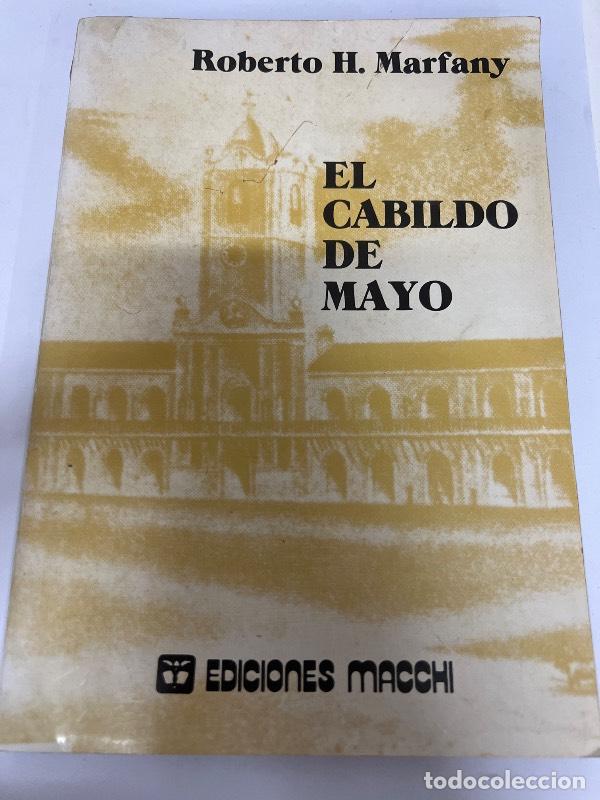 Roberto H. Marfany
EL
CABILDO
DE
MAYO
EDICIONES MACCHI
todocoleccion